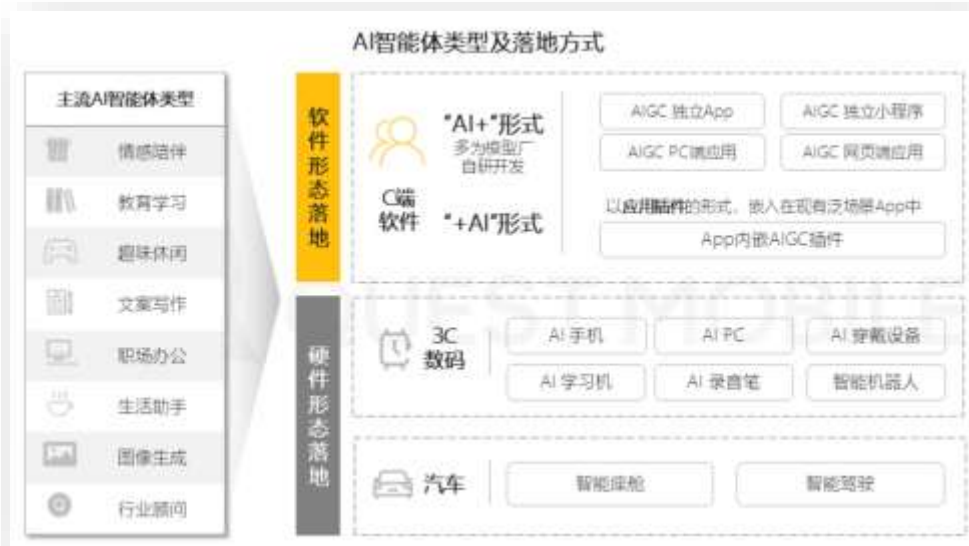 AI智能体类型及落地方式
主流AI智能体类型
情感陪伴
教育学习
趣味休闲
文案写作
职场办公
生活助手
图像生成
行业顾问
软件形态落地
C端
软件
“AI+”形式
多为模型厂
自研开发
AIGC 独立App
AIGC 独立小程序
AIGC PC端应用
AIGC 网页端应用
“+AI”形式
以应用插件的形式，嵌入在现有泛场景App中
App内嵌AIGC插件
硬件形态落地
3C
数码
AI 手机
AI PC
AI 穿戴设备
AI 学习机
AI 录音笔
智能机器人
汽车
智能座舱
智能驾驶
QUEST MOBILE